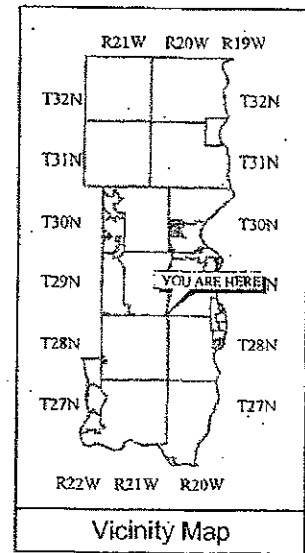 R21W R20W R19W
T32N T32N
T31N T31N
T30N T30N
T29N YOU ARE HERE N
T28N T28N
T27N T27N
R22W R21W R20W
Vicinity Map